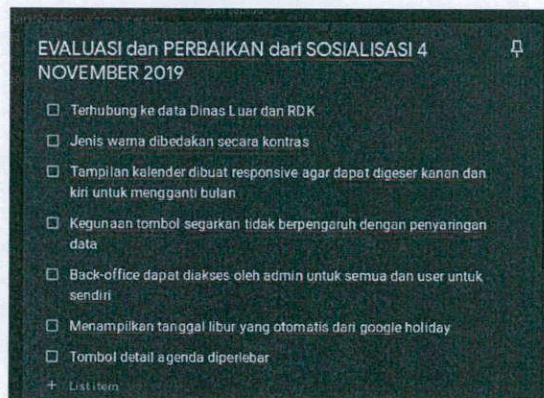 EVALUASI dan PERBAIKAN dari SOSIALISASI 4
NOVEMBER 2019
Terhubung ke data Dinas Luar dan RDK
Jenis warna dibedakan secara kontras
Tampilan kalender dibuat responsive agar dapat digeser kanan dan
kiri untuk mengganti bulan
Kegunaan tombol segarkan tidak berpengaruh dengan penyaringan
data
Back-office dapat diakses oleh admin untuk semua dan user untuk
sendiri
Menampilkan tanggal libur yang otomatis dari google holiday
Tombol detail agenda diperlebar
+ List item